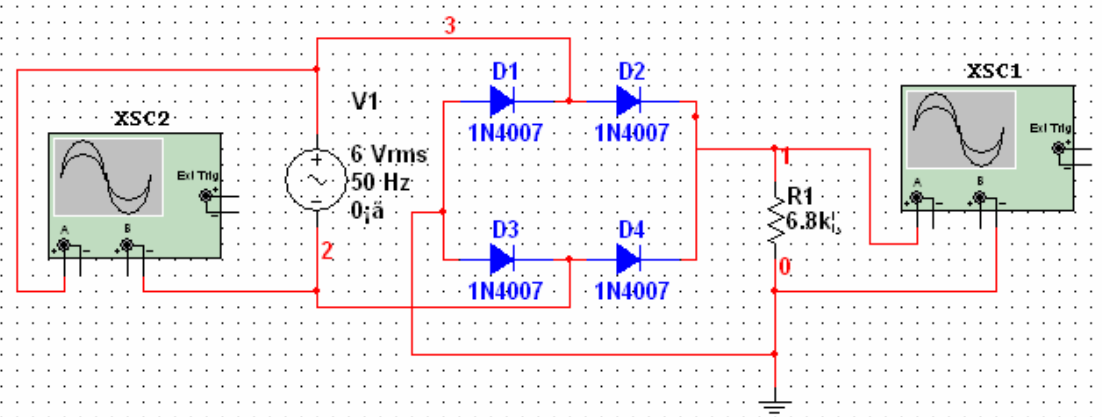 3
XSC2
Ext Trig
+
-
A
B
+ - + -
V1
6 Vrms
50 Hz
0¡ã
2
D1
1N4007
D2
1N4007
D3
1N4007
D4
1N4007
1
R1
6.8k
0
XSC1
Ext Trig
+
-
A
B
+ - + -